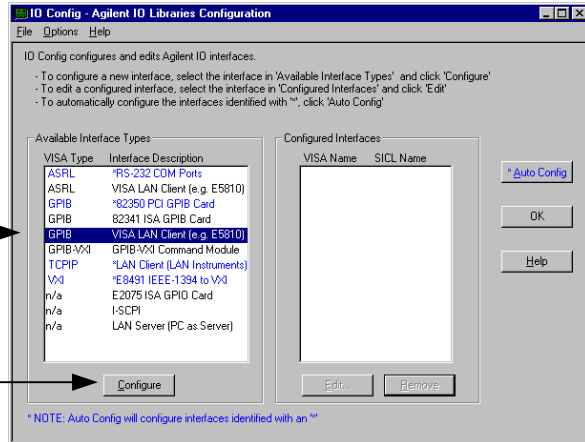 IO Config - Agilent IO Libraries Configuration
File Options Help
IO Config configures and edits Agilent IO interfaces.
- To configure a new interface, select the interface in 'Available Interface Types' and click 'Configure'
- To edit a configured interface, select the interface in 'Configured Interfaces' and click 'Edit'
- To automatically configure the interfaces identified with '*', click 'Auto Config'
Available Interface Types
VISA Type Interface Description
ASRL *RS-232 COM Ports
ASRL VISA LAN Client (e.g. E5810)
GPIB *82350 PCI GPIB Card
GPIB 82341 ISA GPIB Card
GPIB VISA LAN Client (e.g. E5810)
GPIB-VXI GPIB-VXI Command Module
TCPIP *LAN Client (LAN Instruments)
VXI *E8491 IEEE-1394 to VXI
n/a E2075 ISA GPIO Card
n/a I-SCPI
n/a LAN Server (PC as Server)
Configure
Configured Interfaces
VISA Name SICL Name
Edit...
Remove
* Auto Config
OK
Help
* NOTE: Auto Config will configure interfaces identified with an '*'